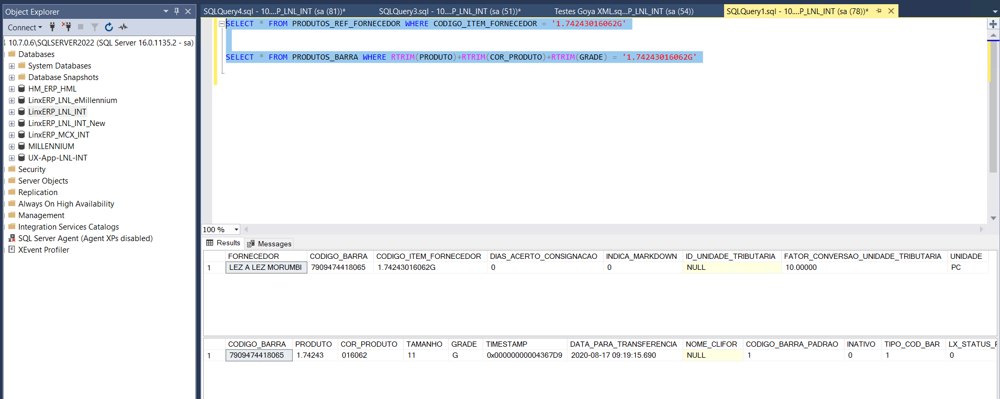 Object Explorer
Connect
10.7.0.6\SQLSERVER2022 (SQL Server 16.0.1135.2 - sa)
Databases
System Databases
Database Snapshots
HM_ERP_HML
LinxERP_LNL_eMillennium
LinxERP_LNL_INT
LinxERP_LNL_INT_New
LinxERP_MCX_INT
MILLENNIUM
UX-App-LNL-INT
Security
Server Objects
Replication
Always On High Availability
Management
Integration Services Catalogs
SQL Server Agent (Agent XPs disabled)
XEvent Profiler
SQLQuery4.sql - 10....P_LNL_INT (sa (81))* SQLQuery3.sql - 10....P_LNL_INT (sa (51))* Testes Goya XML.sq...P_LNL_INT (sa (54)) SQLQuery1.sql - 10....P_LNL_INT (sa (78))*
SELECT * FROM PRODUTOS_REF_FORNECEDOR WHERE CODIGO_ITEM_FORNECEDOR = '1.74243016062G'
SELECT * FROM PRODUTOS_BARRA WHERE RTRIM(PRODUTO)+RTRIM(COR_PRODUTO)+RTRIM(GRADE) = '1.74243016062G'
100 %
Results Messages
FORNECEDOR CODIGO_BARRA CODIGO_ITEM_FORNECEDOR DIAS_ACERTO_CONSIGNACAO INDICA_MARKDOWN ID_UNIDADE_TRIBUTARIA FATOR_CONVERSAO_UNIDADE_TRIBUTARIA UNIDADE
1 LEZ A LEZ MORUMBI 7909474418065 1.74243016062G 0 0 NULL 10.00000 PC
CODIGO_BARRA PRODUTO COR_PRODUTO TAMANHO GRADE TIMESTAMP DATA_PARA_TRANSFERENCIA NOME_CLIFOR CODIGO_BARRA_PADRAO INATIVO TIPO_COD_BAR LX_STATUS_
1 7909474418065 1.74243 016062 11 G 0x00000000004367D9 2020-08-17 09:19:15.690 NULL 1 0 1 0